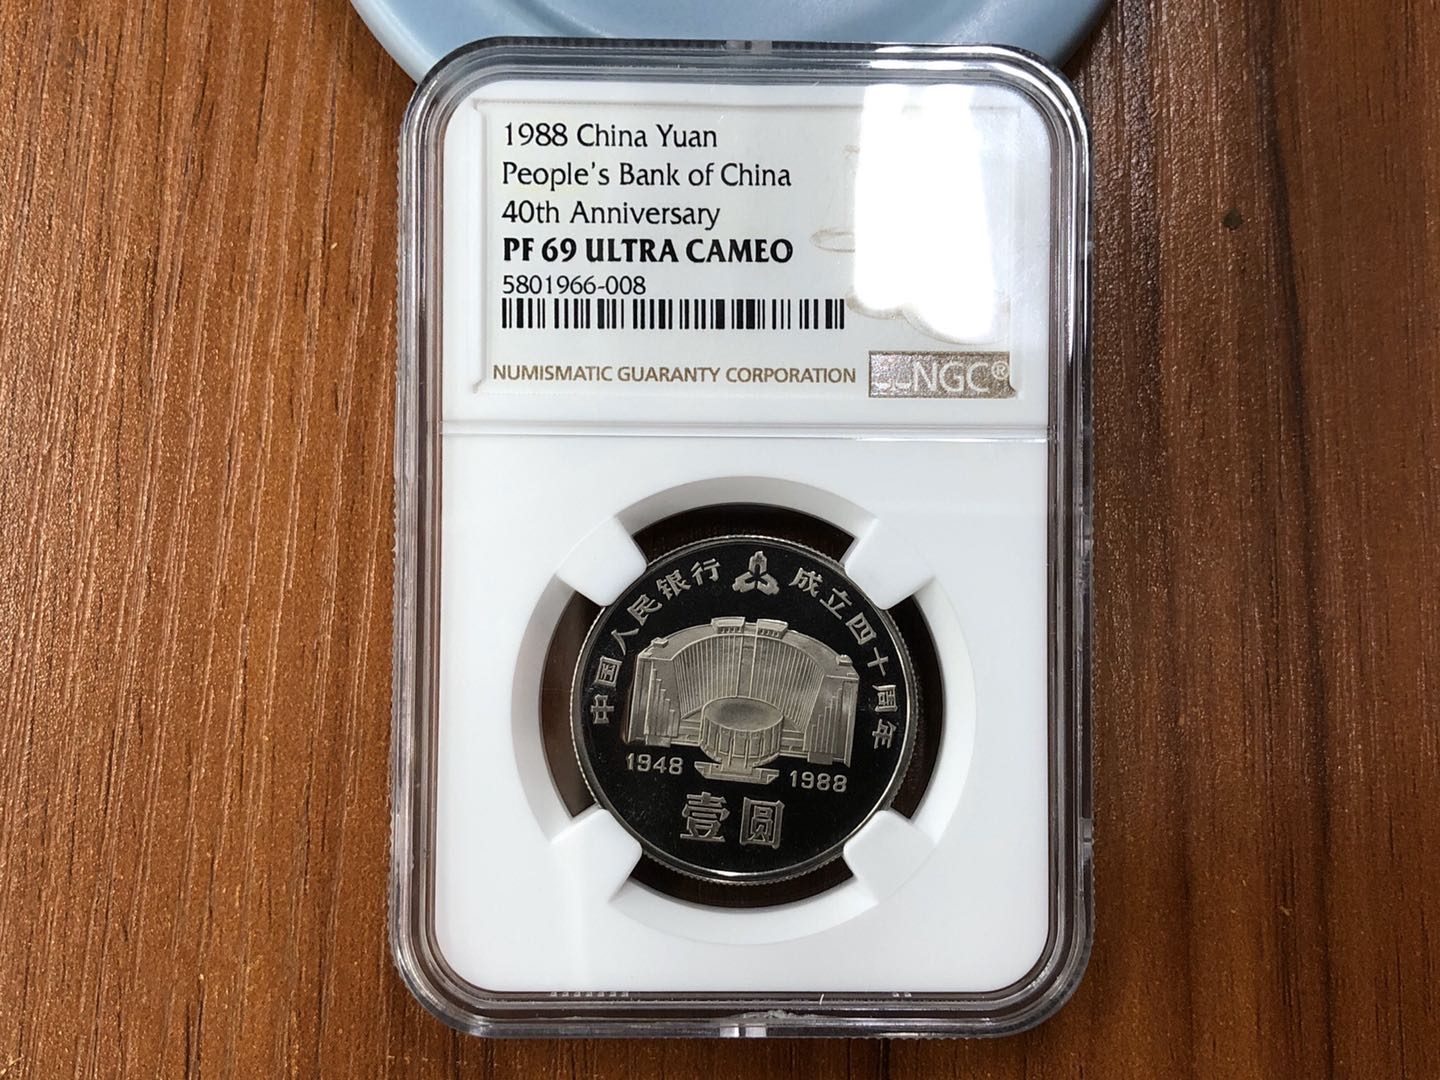 1988 China Yuan
People's Bank of China
40th Anniversary
PF 69 ULTRA CAMEO
5801966-008
NUMISMATIC GUARANTY CORPORATION
NGC®
中国人民银行 成立四十周年
1948 1988
壹圆